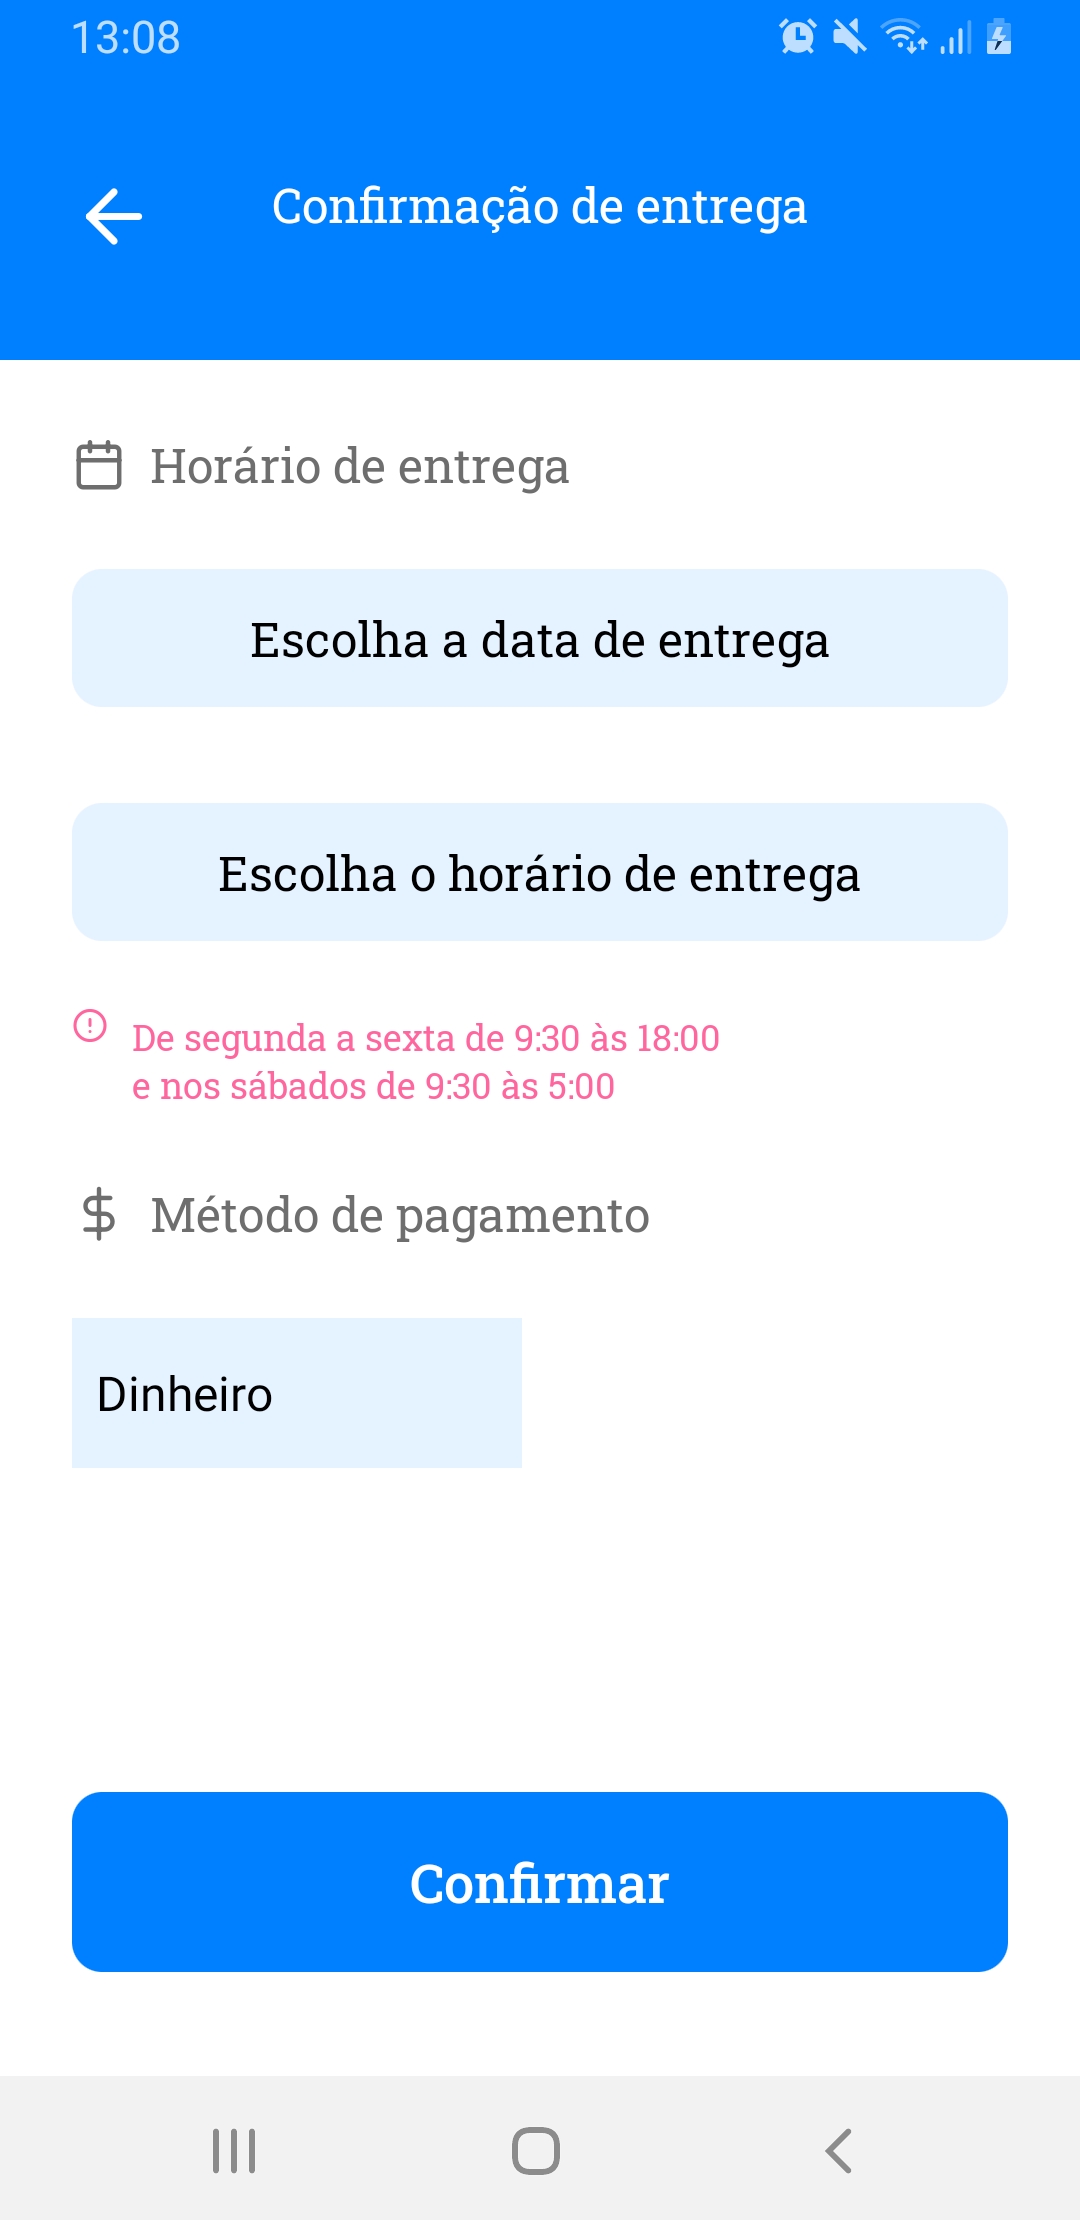 13:08
Confirmação de entrega
Horário de entrega
Escolha a data de entrega
Escolha o horário de entrega
De segunda a sexta de 9:30 às 18:00
e nos sábados de 9:30 às 5:00
Método de pagamento
Dinheiro
Confirmar